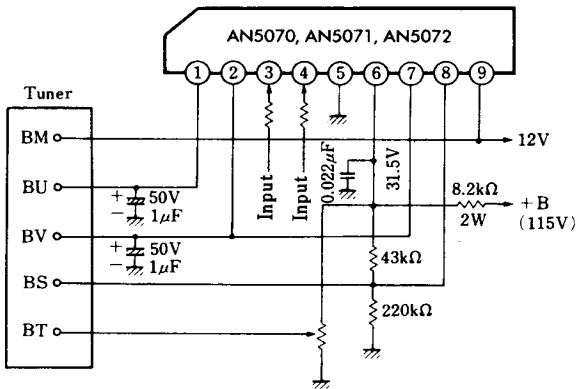 AN5070, AN5071, AN5072
1 2 3 4 5 6 7 8 9
Tuner
BM
12V
BU
+ 50V
− 1μF
Input
Input
0.022μF
31.5V
8.2kΩ
2W
+B
(115V)
BV
+ 50V
− 1μF
43kΩ
BS
220kΩ
BT